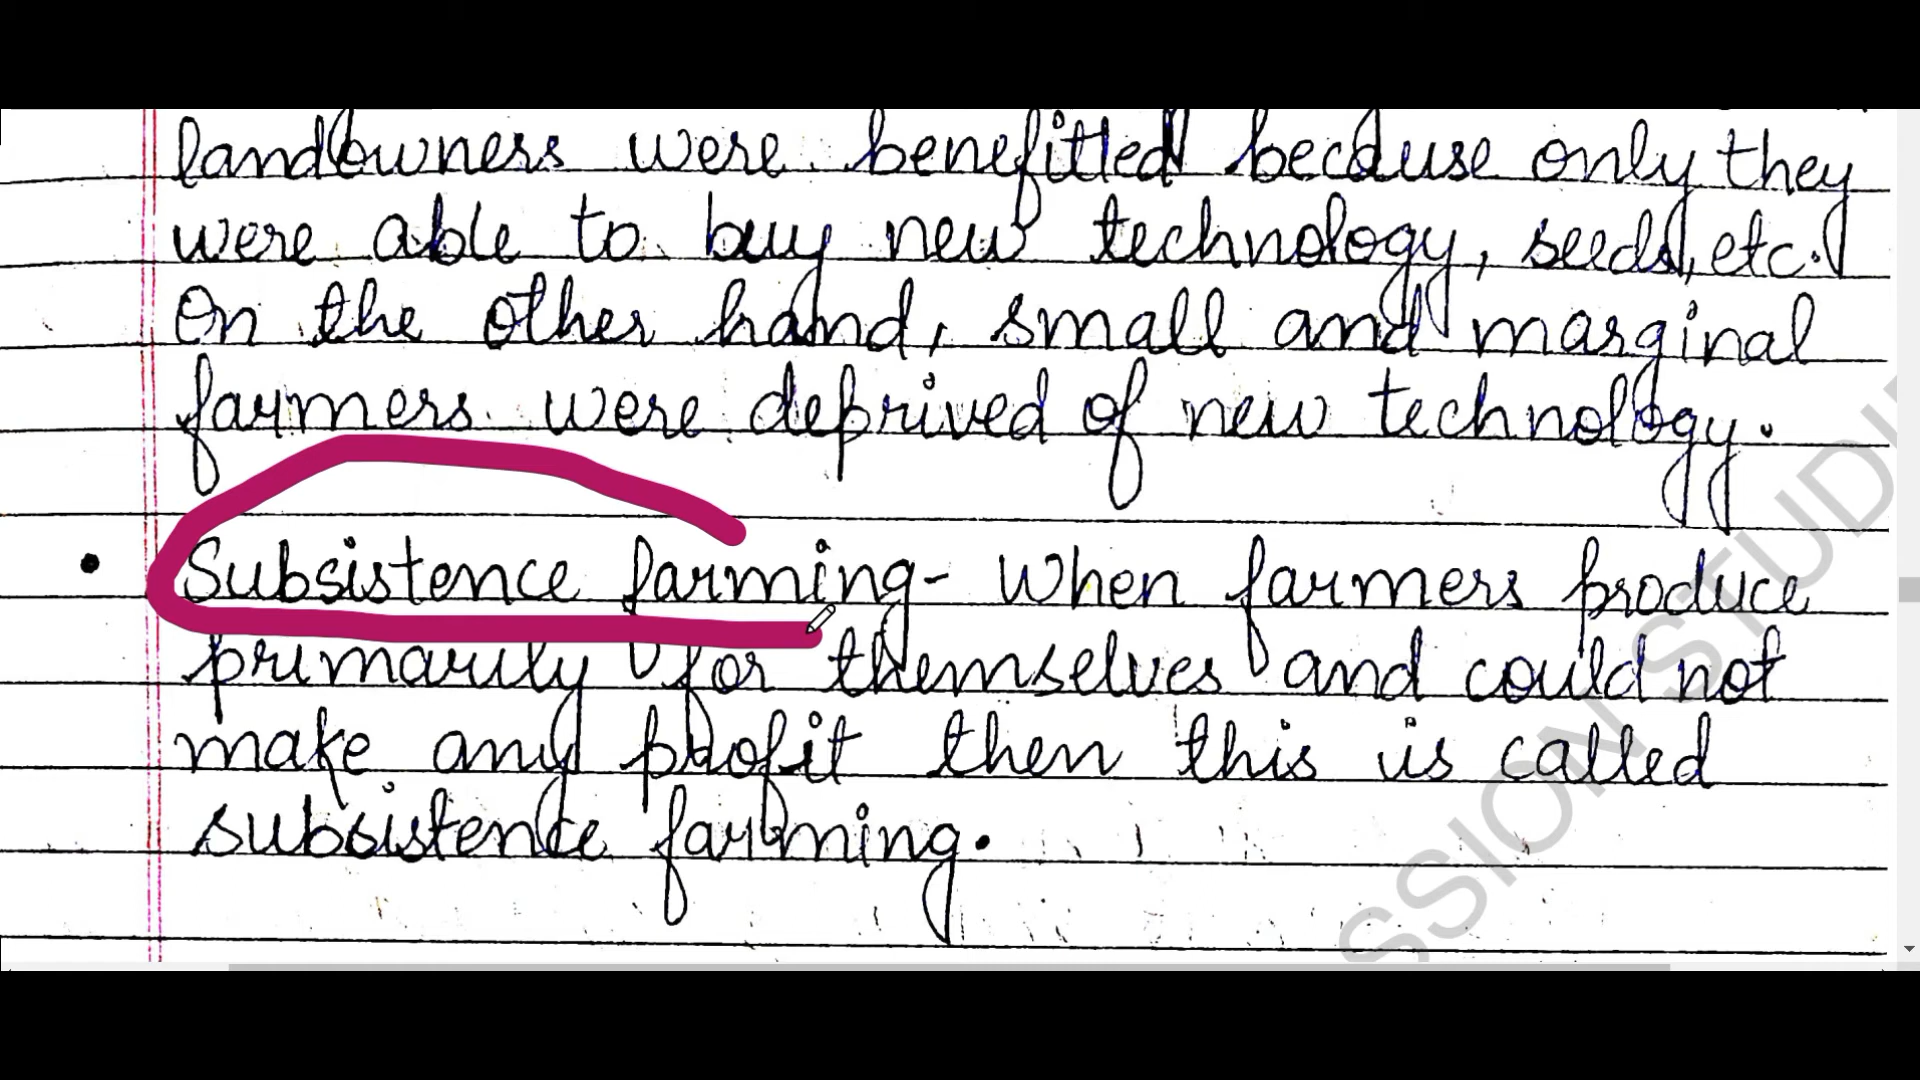 landowners were benefitted because only they
were able to buy new technology, seeds, etc.
On the other hand, small and marginal
farmers were deprived of new technology.
• Subsistence farming - When farmers produce
primarily for themselves and could not
make any profit then this is called
subsistence farming.
SSION STUDI